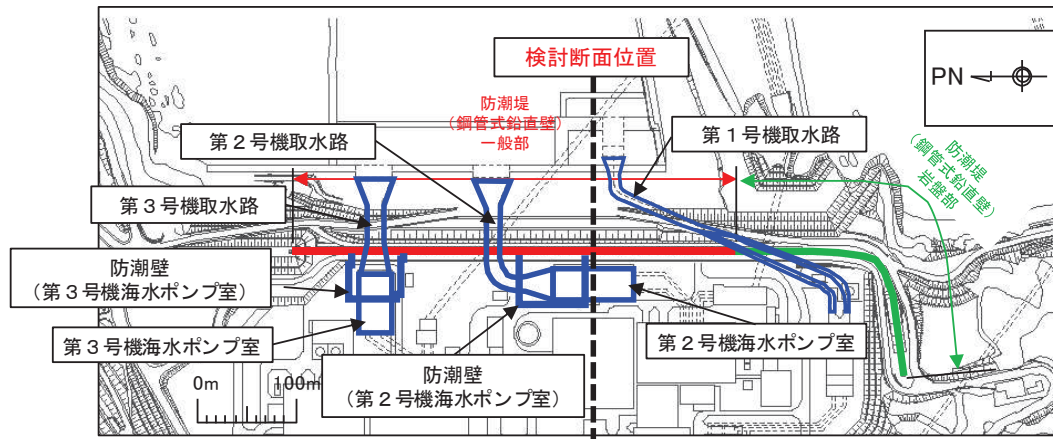 検討断面位置
PN
防潮堤
（鋼管式鉛直壁）
一般部
第２号機取水路
第１号機取水路
防潮堤
（鋼管式鉛直壁）
岩盤部
第３号機取水路
防潮壁
（第３号機海水ポンプ室）
第３号機海水ポンプ室
第２号機海水ポンプ室
防潮壁
（第２号機海水ポンプ室）
0m
100m